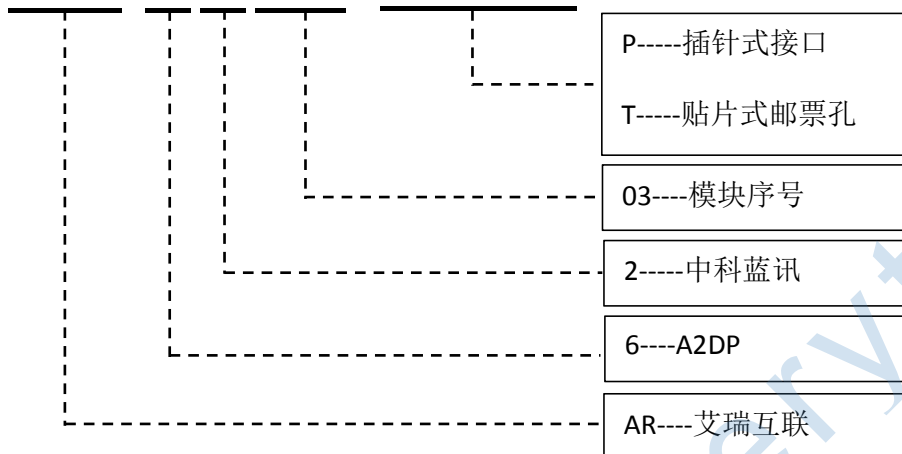 P-----插针式接口
T-----贴片式邮票孔
03----模块序号
2-----中科蓝讯
6----A2DP
AR----艾瑞互联
eryt